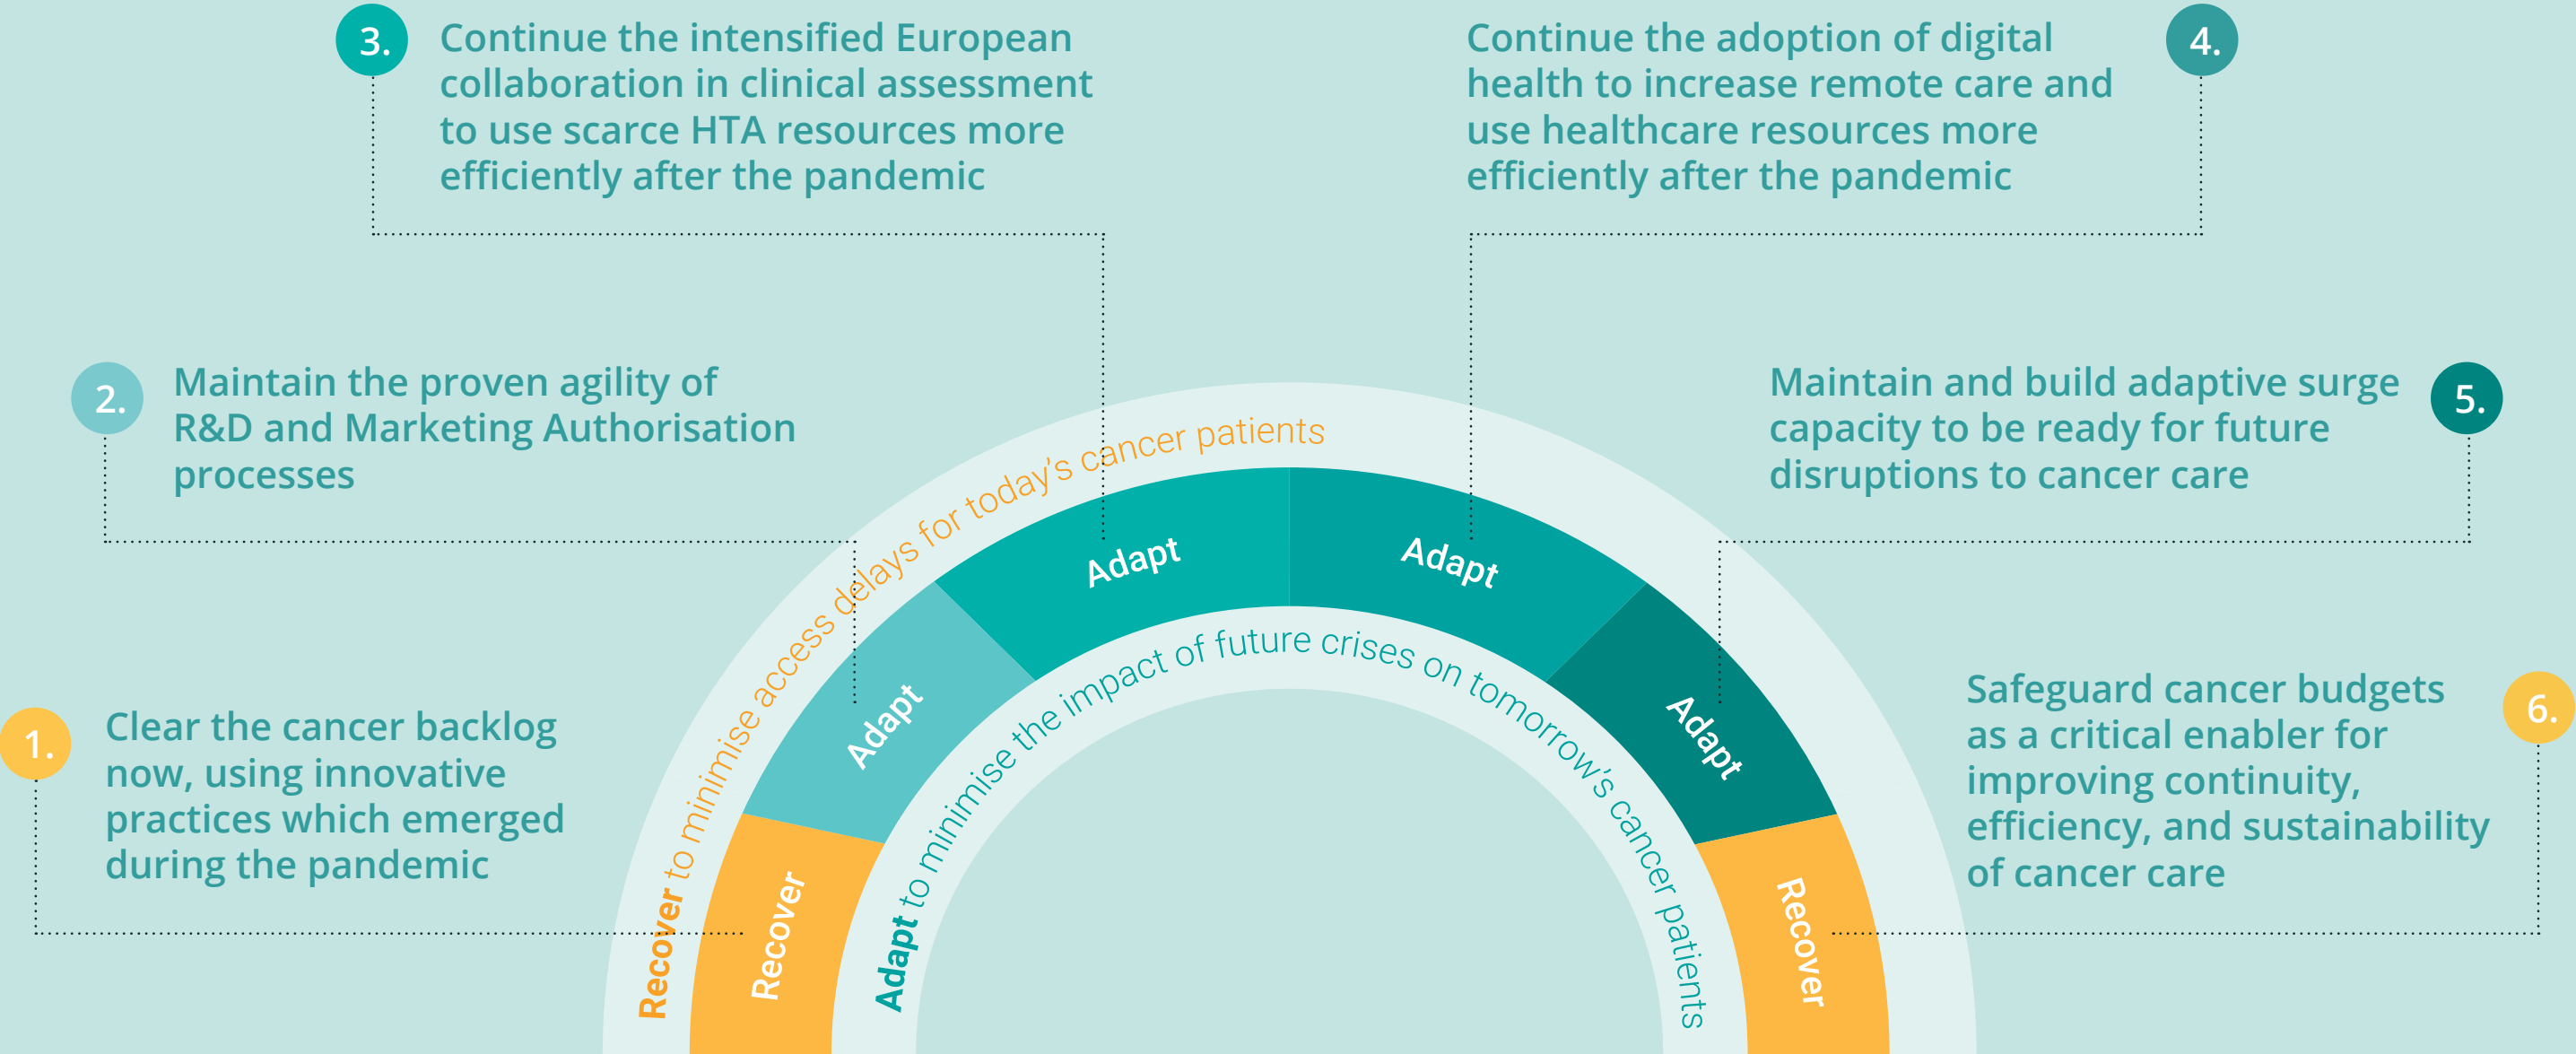 3.
Continue the intensified European
collaboration in clinical assessment
to use scarce HTA resources more
efficiently after the pandemic
Continue the adoption of digital
health to increase remote care and
use healthcare resources more
efficiently after the pandemic
4.
2.
Maintain the proven agility of
R&D and Marketing Authorisation
processes
Maintain and build adaptive surge
capacity to be ready for future
disruptions to cancer care
5.
1.
Clear the cancer backlog
now, using innovative
practices which emerged
during the pandemic
Safeguard cancer budgets
as a critical enabler for
improving continuity,
efficiency, and sustainability
of cancer care
6.
Recover to minimise access delays for today's cancer patients
Recover
Adapt
Adapt
Adapt
Adapt
Recover
Adapt to minimise the impact of future crises on tomorrow's cancer patients